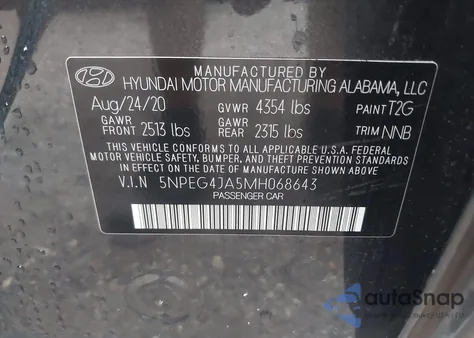 MANUFACTURED BY
HYUNDAI MOTOR MANUFACTURING ALABAMA, LLC
Aug/24/20 GVWR 4354 lbs PAINT T2G
GAWR FRONT 2513 lbs GAWR REAR 2315 lbs TRIM NNB
THIS VEHICLE CONFORMS TO ALL APPLICABLE U.S.A. FEDERAL
MOTOR VEHICLE SAFETY, BUMPER, AND THEFT PREVENTION STANDARDS
IN EFFECT ON THE DATE OF MANUFACTURE SHOWN ABOVE.
V.I.N 5NPEG4JA5MH068643
PASSENGER CAR
autoSnap